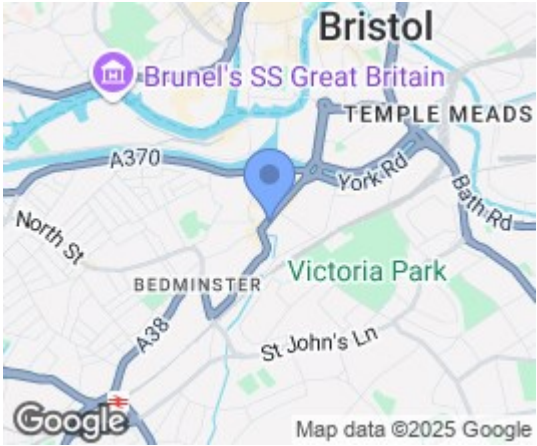 Bristol
Brunel's SS Great Britain
TEMPLE MEADS
A370
York Rd
Bath Rd
North St
Victoria Park
BEDMINSTER
A38
St John's Ln
Google
Map data ©2025 Google